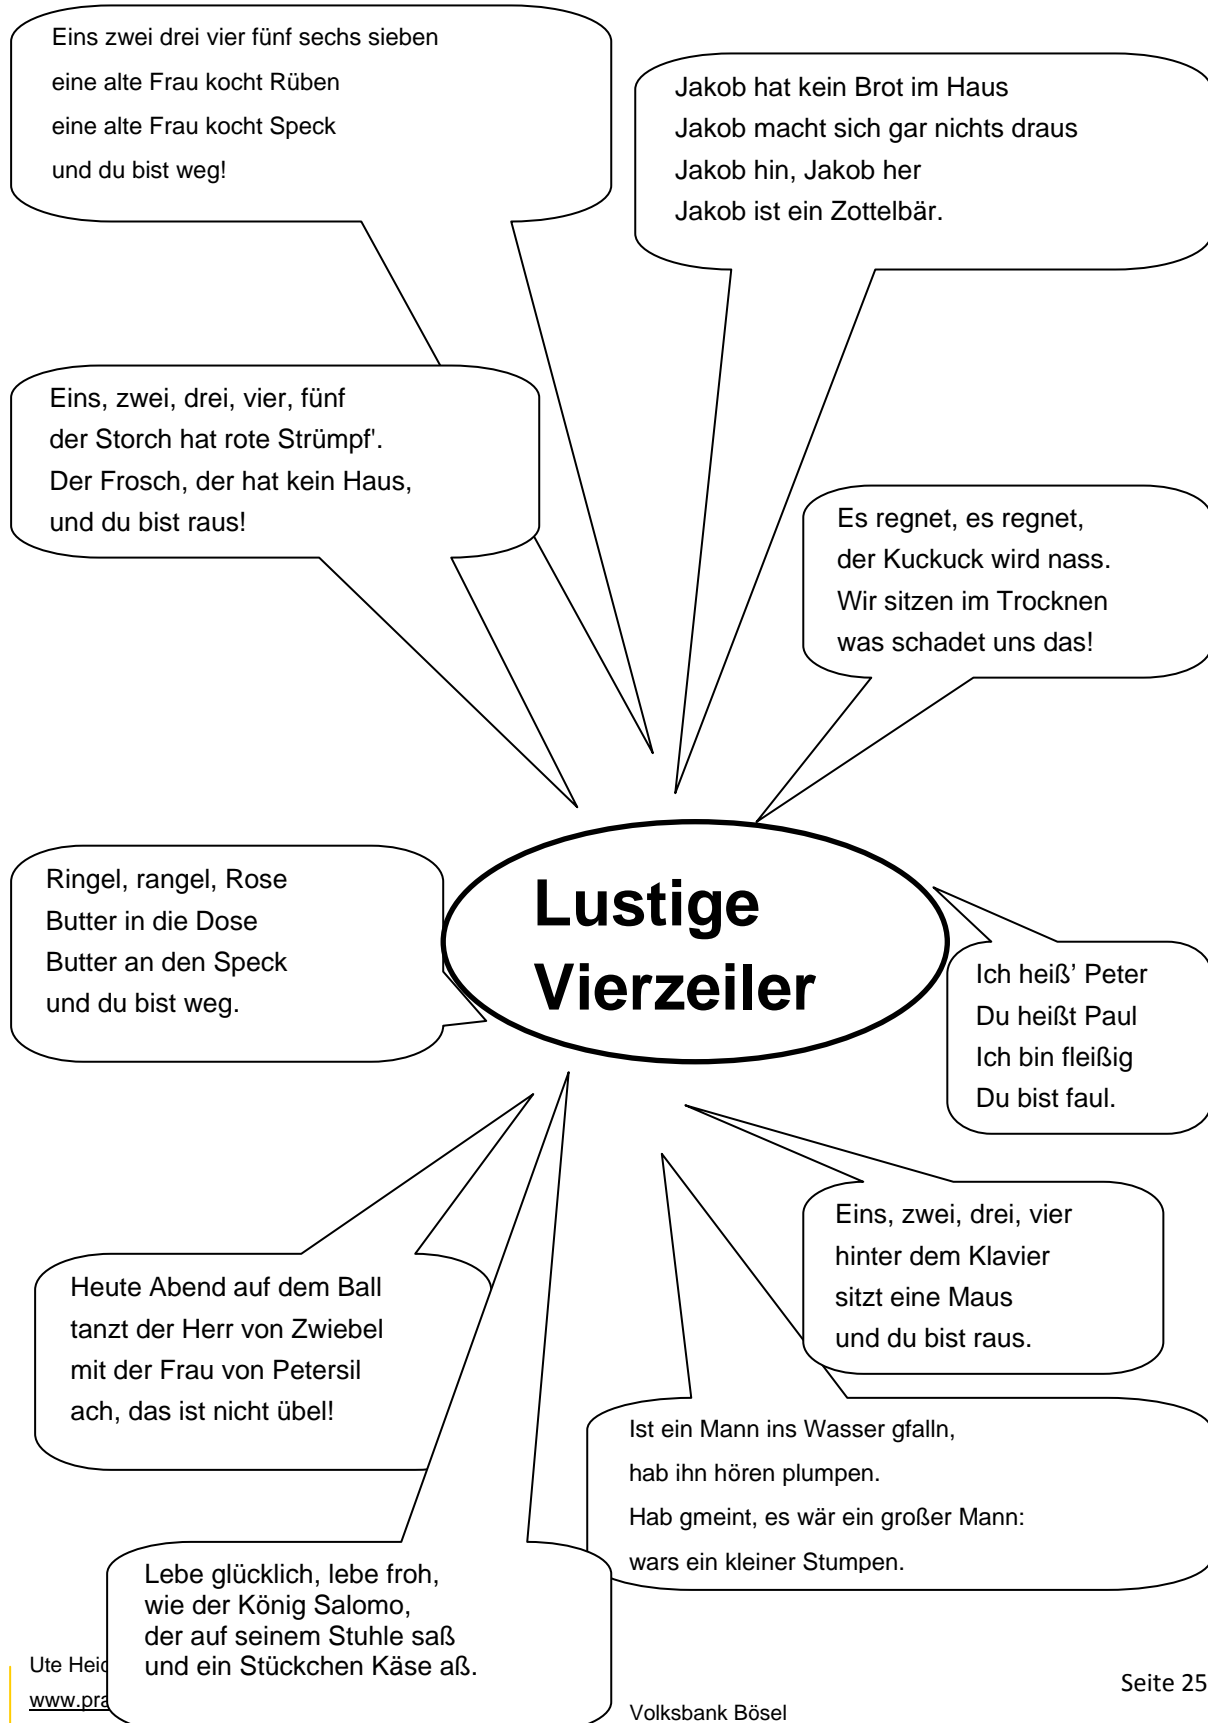 Eins zwei drei vier fünf sechs sieben
eine alte Frau kocht Rüben
eine alte Frau kocht Speck
und du bist weg!
Jakob hat kein Brot im Haus
Jakob macht sich gar nichts draus
Jakob hin, Jakob her
Jakob ist ein Zottelbär.
Eins, zwei, drei, vier, fünf
der Storch hat rote Strümpf'.
Der Frosch, der hat kein Haus,
und du bist raus!
Es regnet, es regnet,
der Kuckuck wird nass.
Wir sitzen im Trocknen
was schadet uns das!
Lustige
Vierzeiler
Ringel, rangel, Rose
Butter in die Dose
Butter an den Speck
und du bist weg.
Ich heiß’ Peter
Du heißt Paul
Ich bin fleißig
Du bist faul.
Eins, zwei, drei, vier
hinter dem Klavier
sitzt eine Maus
und du bist raus.
Heute Abend auf dem Ball
tanzt der Herr von Zwiebel
mit der Frau von Petersil
ach, das ist nicht übel!
Ist ein Mann ins Wasser gfalln,
hab ihn hören plumpen.
Hab gmeint, es wär ein großer Mann:
wars ein kleiner Stumpen.
Lebe glücklich, lebe froh,
wie der König Salomo,
der auf seinem Stuhle saß
und ein Stückchen Käse aß.
Ute
Seite 25
Volksbank Bösel